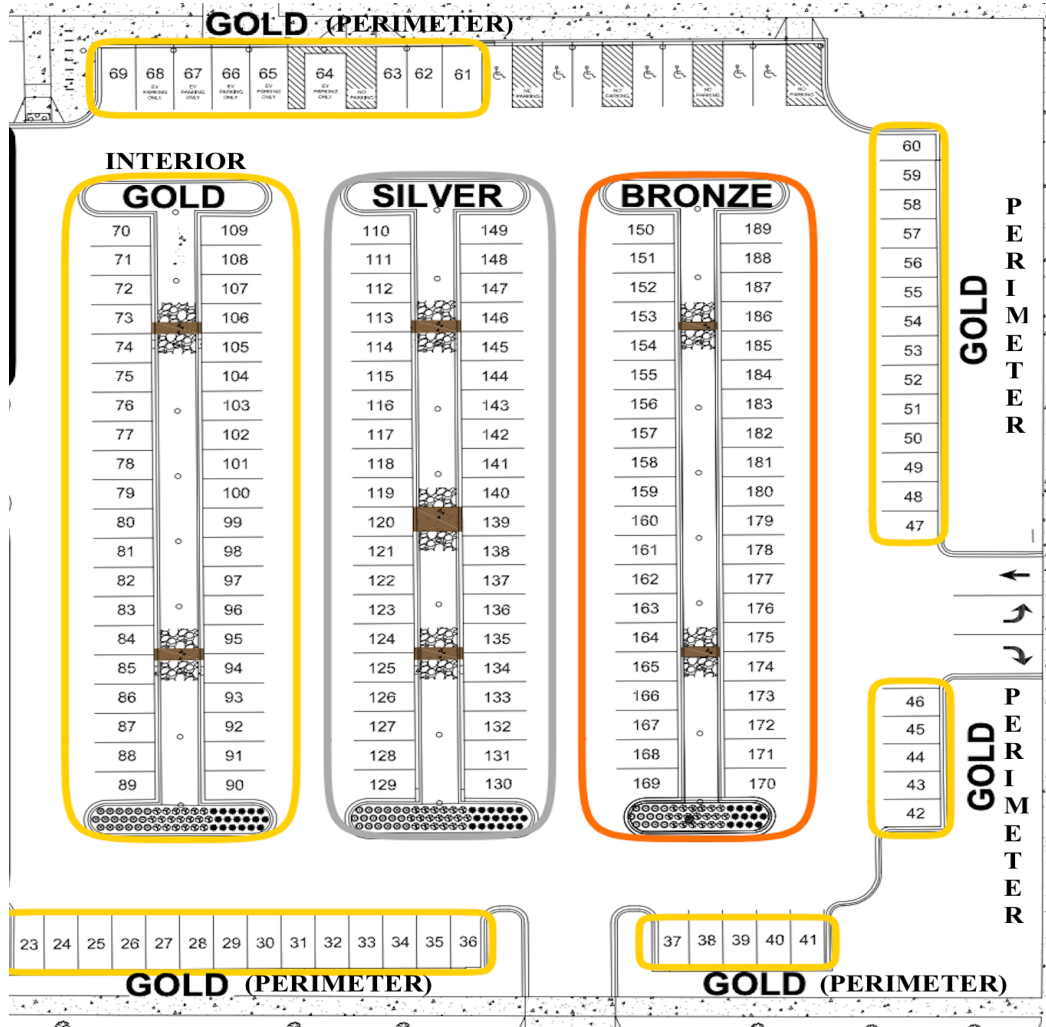 GOLD (PERIMETER)
69 68 67 66 65 64 63 62 61
EV PARKING ONLY EV PARKING ONLY EV PARKING ONLY EV PARKING ONLY EV PARKING ONLY NO PARKING
NO PARKING NO PARKING NO PARKING NO PARKING
INTERIOR
GOLD SILVER BRONZE
70 109 110 149 150 189
71 108 111 148 151 188
72 107 112 147 152 187
73 106 113 146 153 186
74 105 114 145 154 185
75 104 115 144 155 184
76 103 116 143 156 183
77 102 117 142 157 182
78 101 118 141 158 181
79 100 119 140 159 180
80 99 120 139 160 179
81 98 121 138 161 178
82 97 122 137 162 177
83 96 123 136 163 176
84 95 124 135 164 175
85 94 125 134 165 174
86 93 126 133 166 173
87 92 127 132 167 172
88 91 128 131 168 171
89 90 129 130 169 170
60
59
58
57
56
55
54
53
52
51
50
49
48
47
GOLD
PERIMETER
46
45
44
43
42
GOLD
PERIMETER
23 24 25 26 27 28 29 30 31 32 33 34 35 36
GOLD (PERIMETER)
37 38 39 40 41
GOLD (PERIMETER)